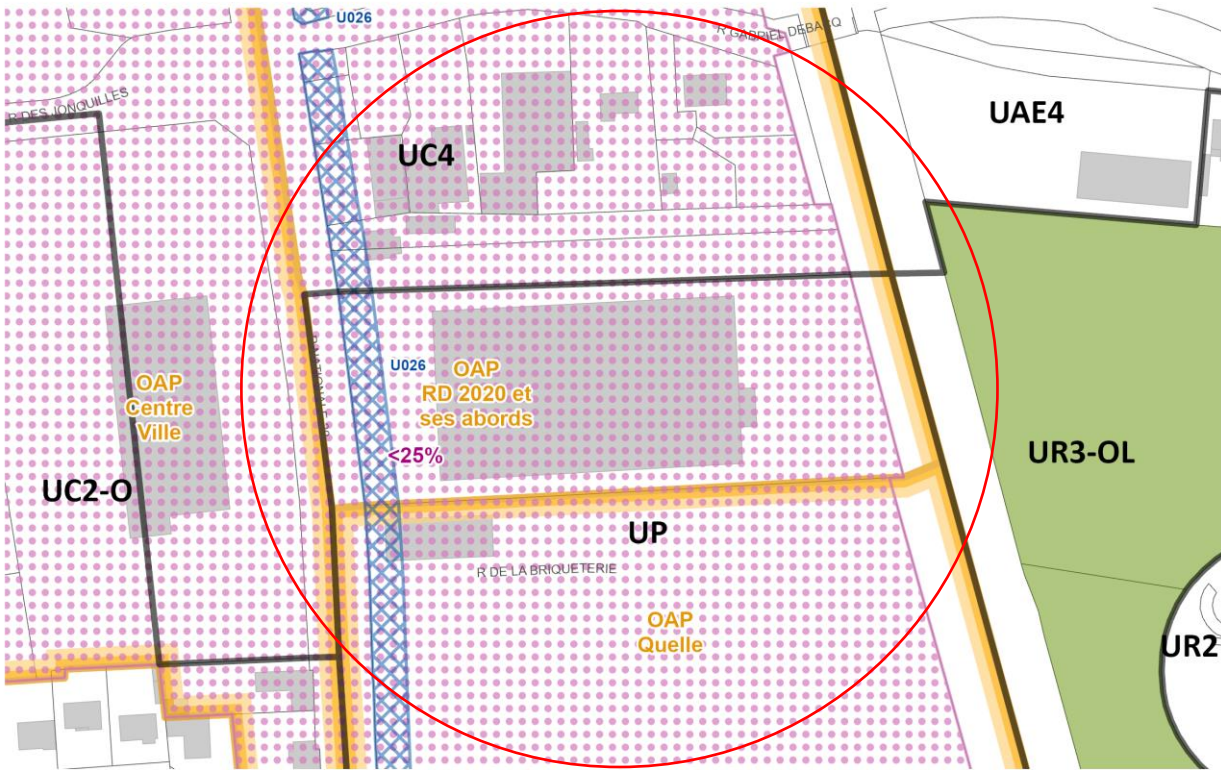 U026
R GABRIEL DEBACQ
R DES JONQUILLES
UAE4
UC4
U026
OAP
RD 2020 et
ses abords
OAP
Centre
Ville
<25%
UR3-OL
UC2-O
UP
R DE LA BRIQUETERIE
OAP
Quelle
UR2